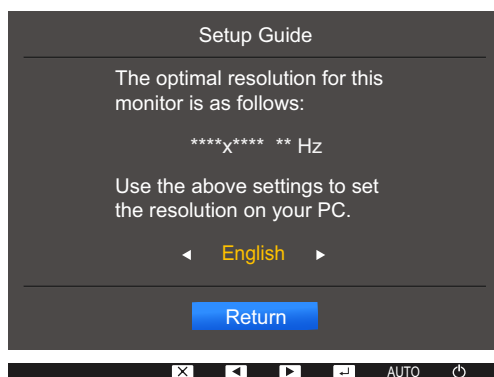 Setup Guide
The optimal resolution for this
monitor is as follows:
****x**** ** Hz
Use the above settings to set
the resolution on your PC.
English
Return
AUTO